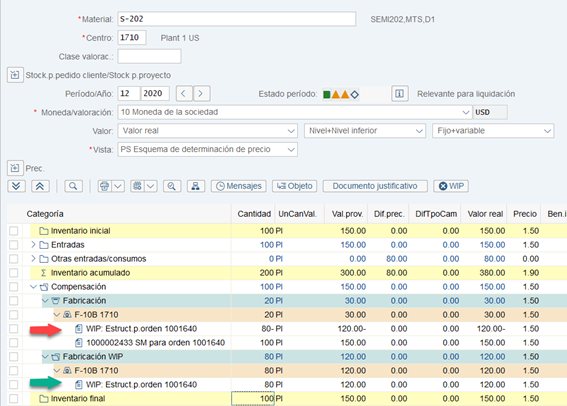 *Material: S-202 SEMI202,MTS,D1
*Centro: 1710 Plant 1 US
Clase valorac.:
Stock.p.pedido cliente/Stock p.proyecto
Período/Año: 12 2020 Estado período: Relevante para liquidación
* Moneda/valoración: 10 Moneda de la sociedad USD
Valor: Valor real Nivel+Nivel inferior Fijo+variable
*Vista: PS Esquema de determinación de precio
Prec.
Mensajes Objeto Documento justificativo WIP
Categoría Cantidad UnCanVal. Val.prov. Dif.prec. DifTpoCam Valor real Precio Ben.i
Inventario inicial 100 PI 150.00 0.00 0.00 150.00 1.50
Entradas 100 PI 150.00 0.00 0.00 150.00 1.50
Otras entradas/consumos 0 PI 0.00 80.00 0.00 80.00 0.00
Σ Inventario acumulado 200 PI 300.00 80.00 0.00 380.00 1.90
Compensación 100 PI 150.00 0.00 0.00 150.00 1.50
Fabricación 20 PI 30.00 0.00 0.00 30.00 1.50
F-10B 1710 20 PI 30.00 0.00 0.00 30.00 1.50
WIP: Estruct.p.orden 1001640 80- PI 120.00- 0.00 0.00 120.00- 1.50
1000002433 SM para orden 1001640 100 PI 150.00 0.00 0.00 150.00 1.50
Fabricación WIP 80 PI 120.00 0.00 0.00 120.00 1.50
F-10B 1710 80 PI 120.00 0.00 0.00 120.00 1.50
WIP: Estruct.p.orden 1001640 80 PI 120.00 0.00 0.00 120.00 1.50
Inventario final 100 PI 150.00 0.00 0.00 150.00 1.50